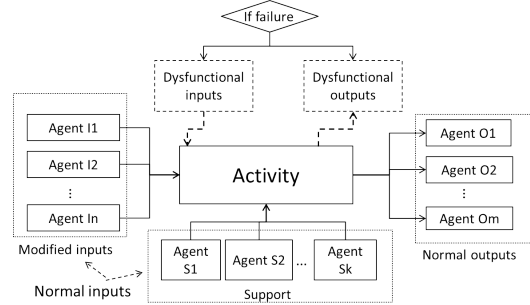 If failure
Dysfunctional
inputs
Dysfunctional
outputs
Agent I1
Agent I2
...
Agent In
Modified inputs
Activity
Agent O1
Agent O2
...
Agent Om
Normal outputs
Agent
S1
Agent S2
...
Agent
Sk
Support
Normal inputs